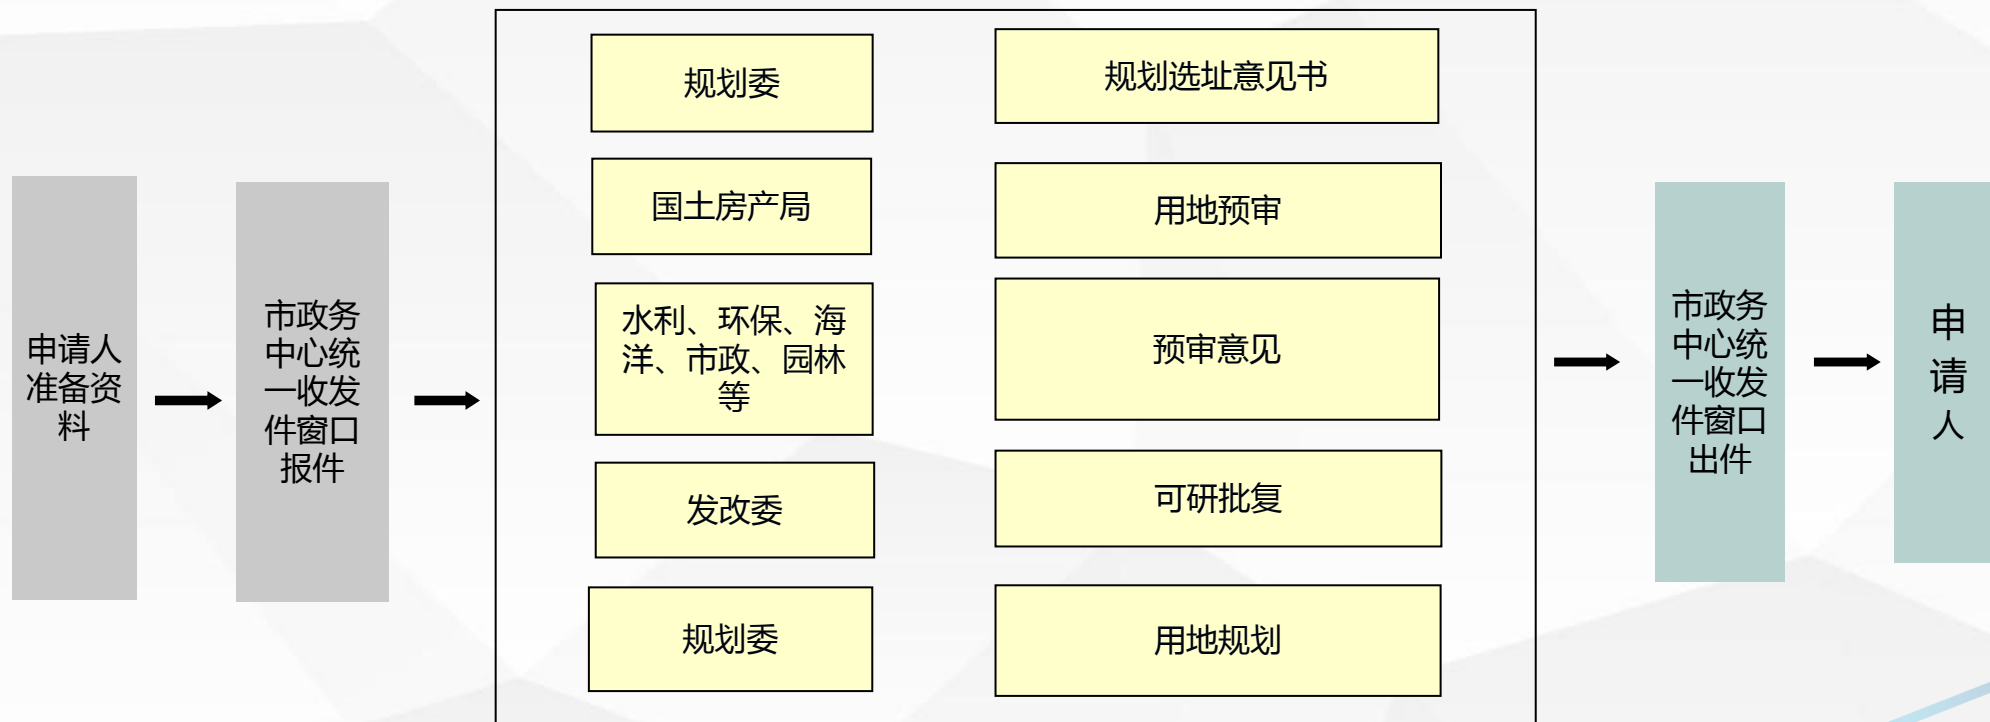 申请人
准备资
料
市政务
中心统
一收发
件窗口
报件
规划委
规划选址意见书
国土房产局
用地预审
水利、环保、海
洋、市政、园林
等
预审意见
发改委
可研批复
规划委
用地规划
市政务
中心统
一收发
件窗口
出件
申
请
人